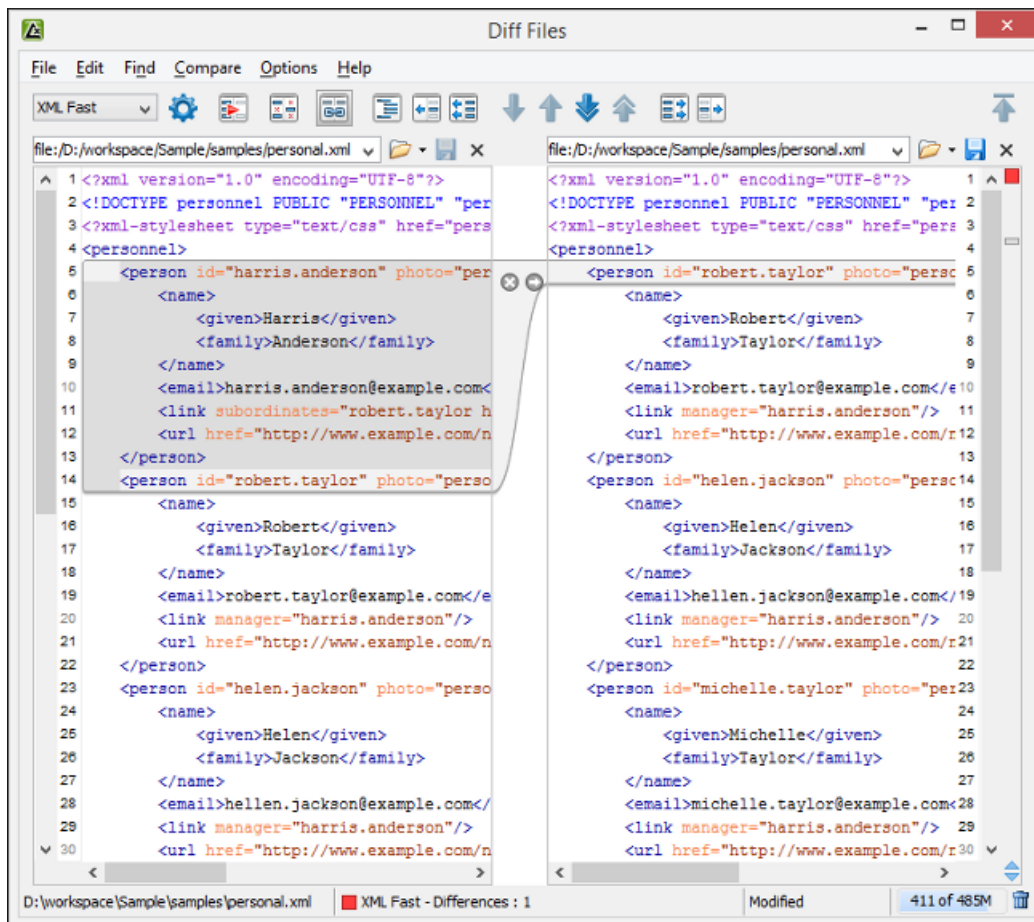 Diff Files
File Edit Find Compare Options Help
XML Fast
file:/D:/workspace/Sample/samples/personal.xml
1 <?xml version="1.0" encoding="UTF-8"?>
2 <!DOCTYPE personnel PUBLIC "PERSONNEL" "per
3 <?xml-stylesheet type="text/css" href="pers
4 <personnel>
5 <person id="harris.anderson" photo="per
6 <name>
7 <given>Harris</given>
8 <family>Anderson</family>
9 </name>
10 <email>harris.anderson@example.com<
11 <link subordinates="robert.taylor h
12 <url href="http://www.example.com/n
13 </person>
14 <person id="robert.taylor" photo="perso
15 <name>
16 <given>Robert</given>
17 <family>Taylor</family>
18 </name>
19 <email>robert.taylor@example.com</e
20 <link manager="harris.anderson"/>
21 <url href="http://www.example.com/n
22 </person>
23 <person id="helen.jackson" photo="perso
24 <name>
25 <given>Helen</given>
26 <family>Jackson</family>
27 </name>
28 <email>hellen.jackson@example.com</
29 <link manager="harris.anderson"/>
30 <url href="http://www.example.com/n
file:/D:/workspace/Sample/samples/personal.xml
<?xml version="1.0" encoding="UTF-8"?> 1
<!DOCTYPE personnel PUBLIC "PERSONNEL" "per 2
<?xml-stylesheet type="text/css" href="pers 3
<personnel> 4
<person id="robert.taylor" photo="perso 5
<name> 6
<given>Robert</given> 7
<family>Taylor</family> 8
</name> 9
<email>robert.taylor@example.com</e 10
<link manager="harris.anderson"/> 11
<url href="http://www.example.com/n 12
</person> 13
<person id="helen.jackson" photo="perso 14
<name> 15
<given>Helen</given> 16
<family>Jackson</family> 17
</name> 18
<email>hellen.jackson@example.com</ 19
<link manager="harris.anderson"/> 20
<url href="http://www.example.com/n 21
</person> 22
<person id="michelle.taylor" photo="per 23
<name> 24
<given>Michelle</given> 25
<family>Taylor</family> 26
</name> 27
<email>michelle.taylor@example.com< 28
<link manager="harris.anderson"/> 29
<url href="http://www.example.com/n 30
D:\workspace\Sample\samples\personal.xml XML Fast - Differences : 1 Modified 411 of 485M